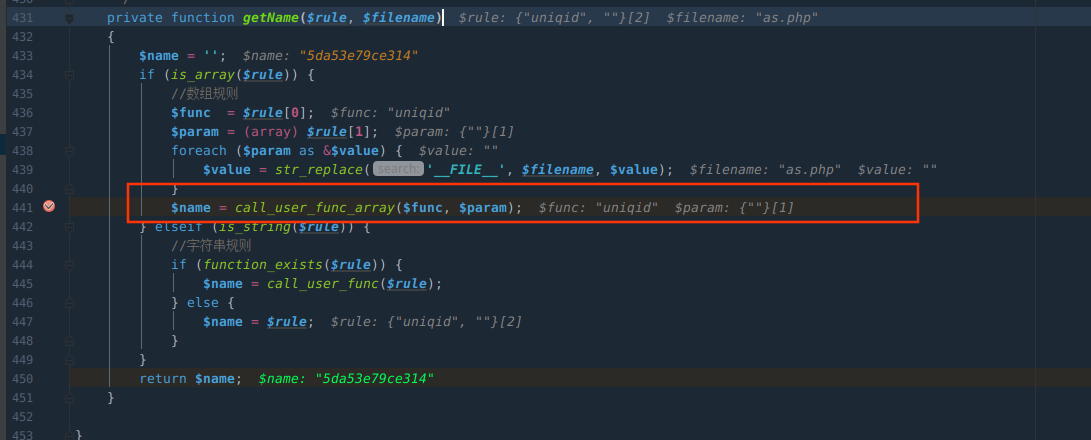 430 */
431 private function getName($rule, $filename) $rule: {"uniqid", ""}[2] $filename: "as.php"
432 {
433 $name = ''; $name: "5da53e79ce314"
434 if (is_array($rule)) {
435 //数组规则
436 $func = $rule[0]; $func: "uniqid"
437 $param = (array) $rule[1]; $param: {""}[1]
438 foreach ($param as &$value) { $value: ""
439 $value = str_replace( search: '__FILE__', $filename, $value); $filename: "as.php" $value: ""
440 }
441 $name = call_user_func_array($func, $param); $func: "uniqid" $param: {""}[1]
442 } elseif (is_string($rule)) {
443 //字符串规则
444 if (function_exists($rule)) {
445 $name = call_user_func($rule);
446 } else {
447 $name = $rule; $rule: {"uniqid", ""}[2]
448 }
449 }
450 return $name; $name: "5da53e79ce314"
451 }
452
453 }